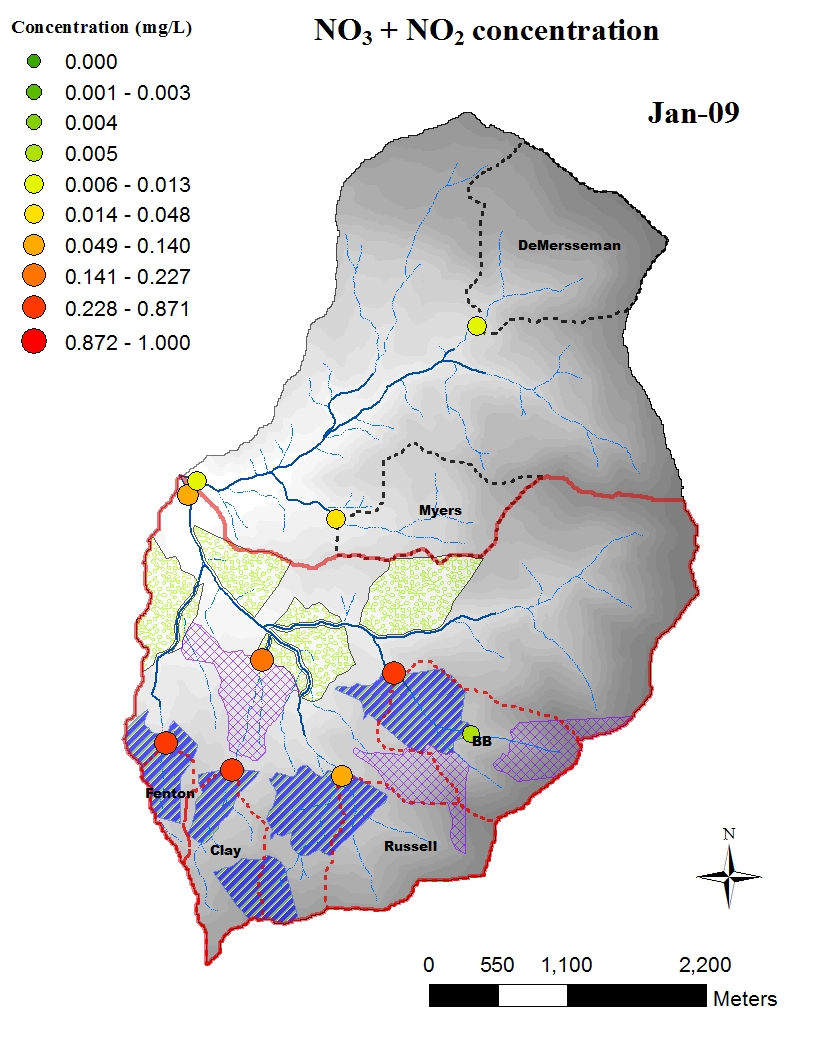 NO₃ + NO₂ concentration
Concentration (mg/L)
0.000
0.001 - 0.003
0.004
0.005
0.006 - 0.013
0.014 - 0.048
0.049 - 0.140
0.141 - 0.227
0.228 - 0.871
0.872 - 1.000
Jan-09
DeMersseman
Myers
BB
Fenton
Clay
Russell
N
0 550 1,100 2,200
Meters